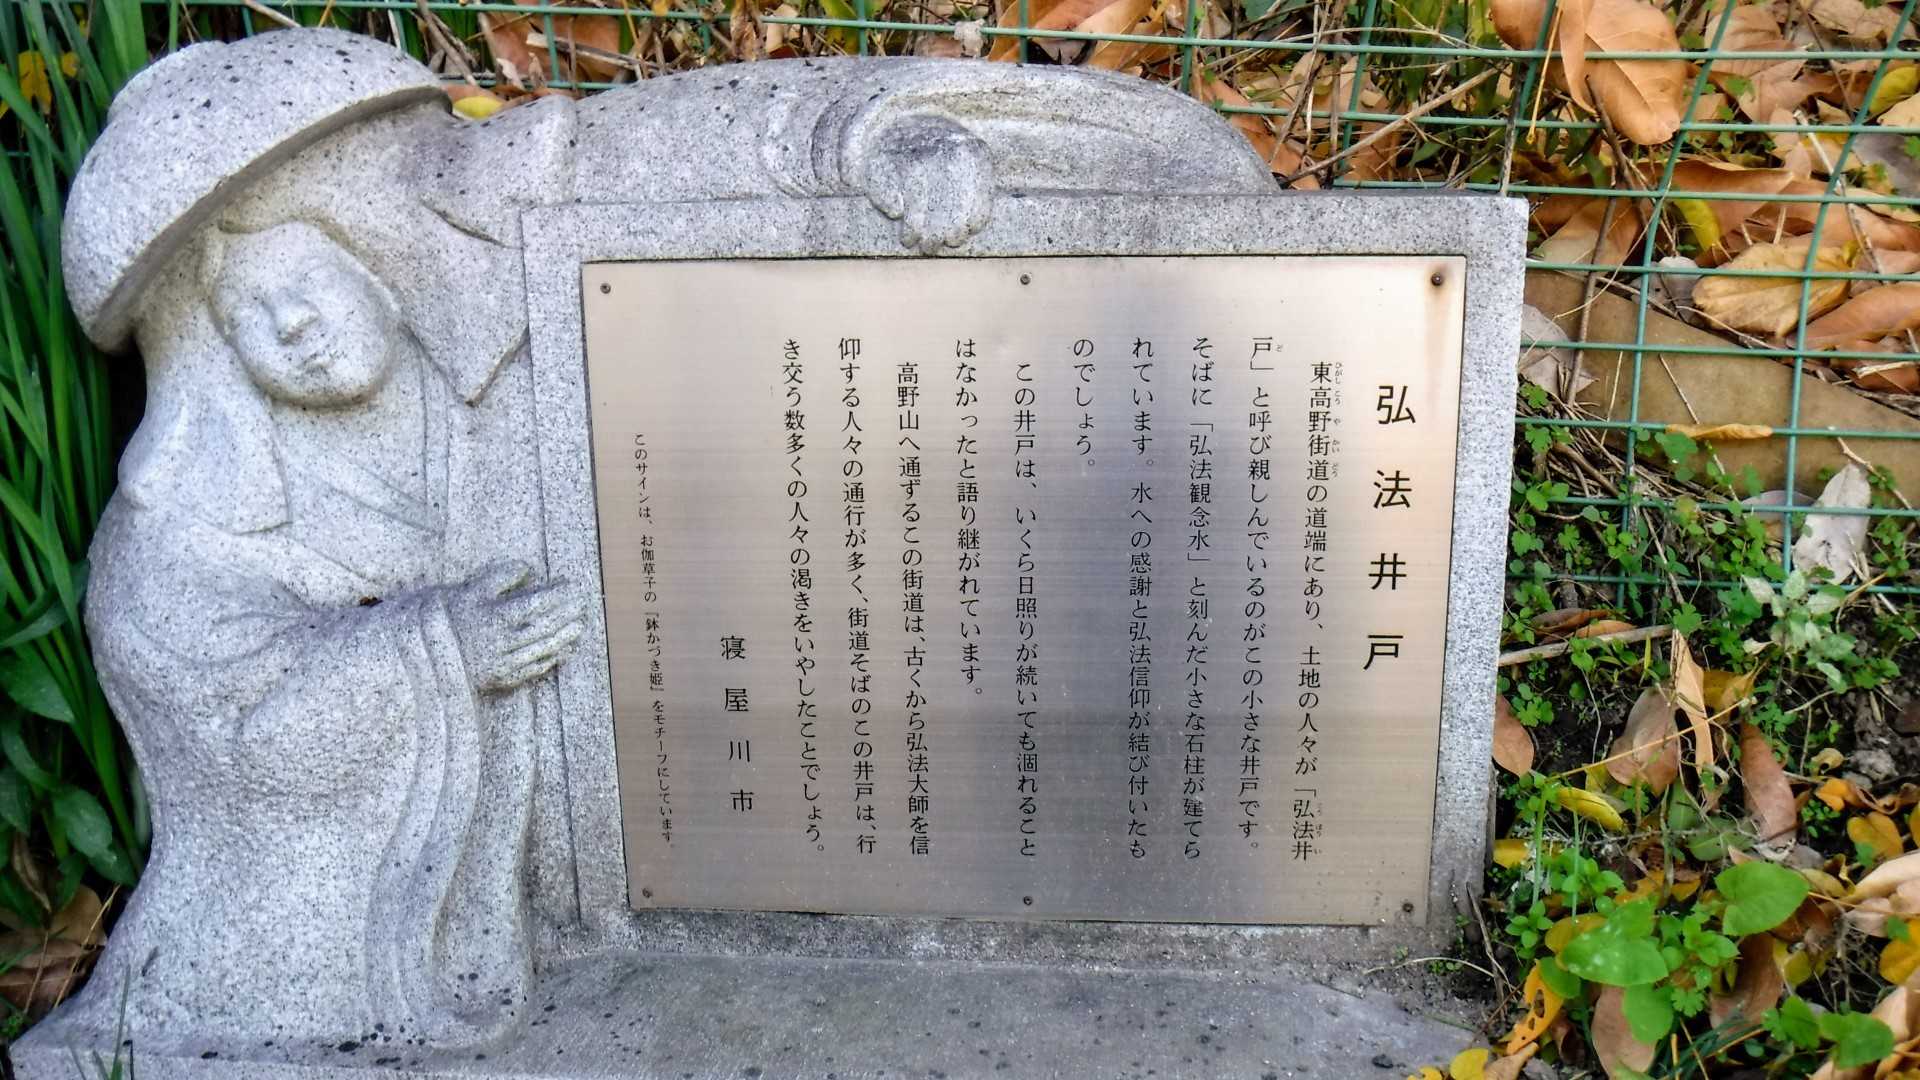 弘法井戸
東高野街道の道端にあり、土地の人々が「弘法井
戸」と呼び親しんでいるのがこの小さな井戸です。
そばに「弘法観念水」と刻んだ小さな石柱が建てら
れています。水への感謝と弘法信仰が結び付いたも
のでしょう。
この井戸は、いくら日照りが続いても涸れること
はなかったと語り継がれています。
高野山へ通ずるこの街道は、古くから弘法大師を信
仰する人々の通行が多く、街道そばのこの井戸は、行
き交う数多くの人々の渇きをいやしたことでしょう。
寝屋川市
このサインは、お伽草子の『鉢かづき姫』をモチーフにしています。